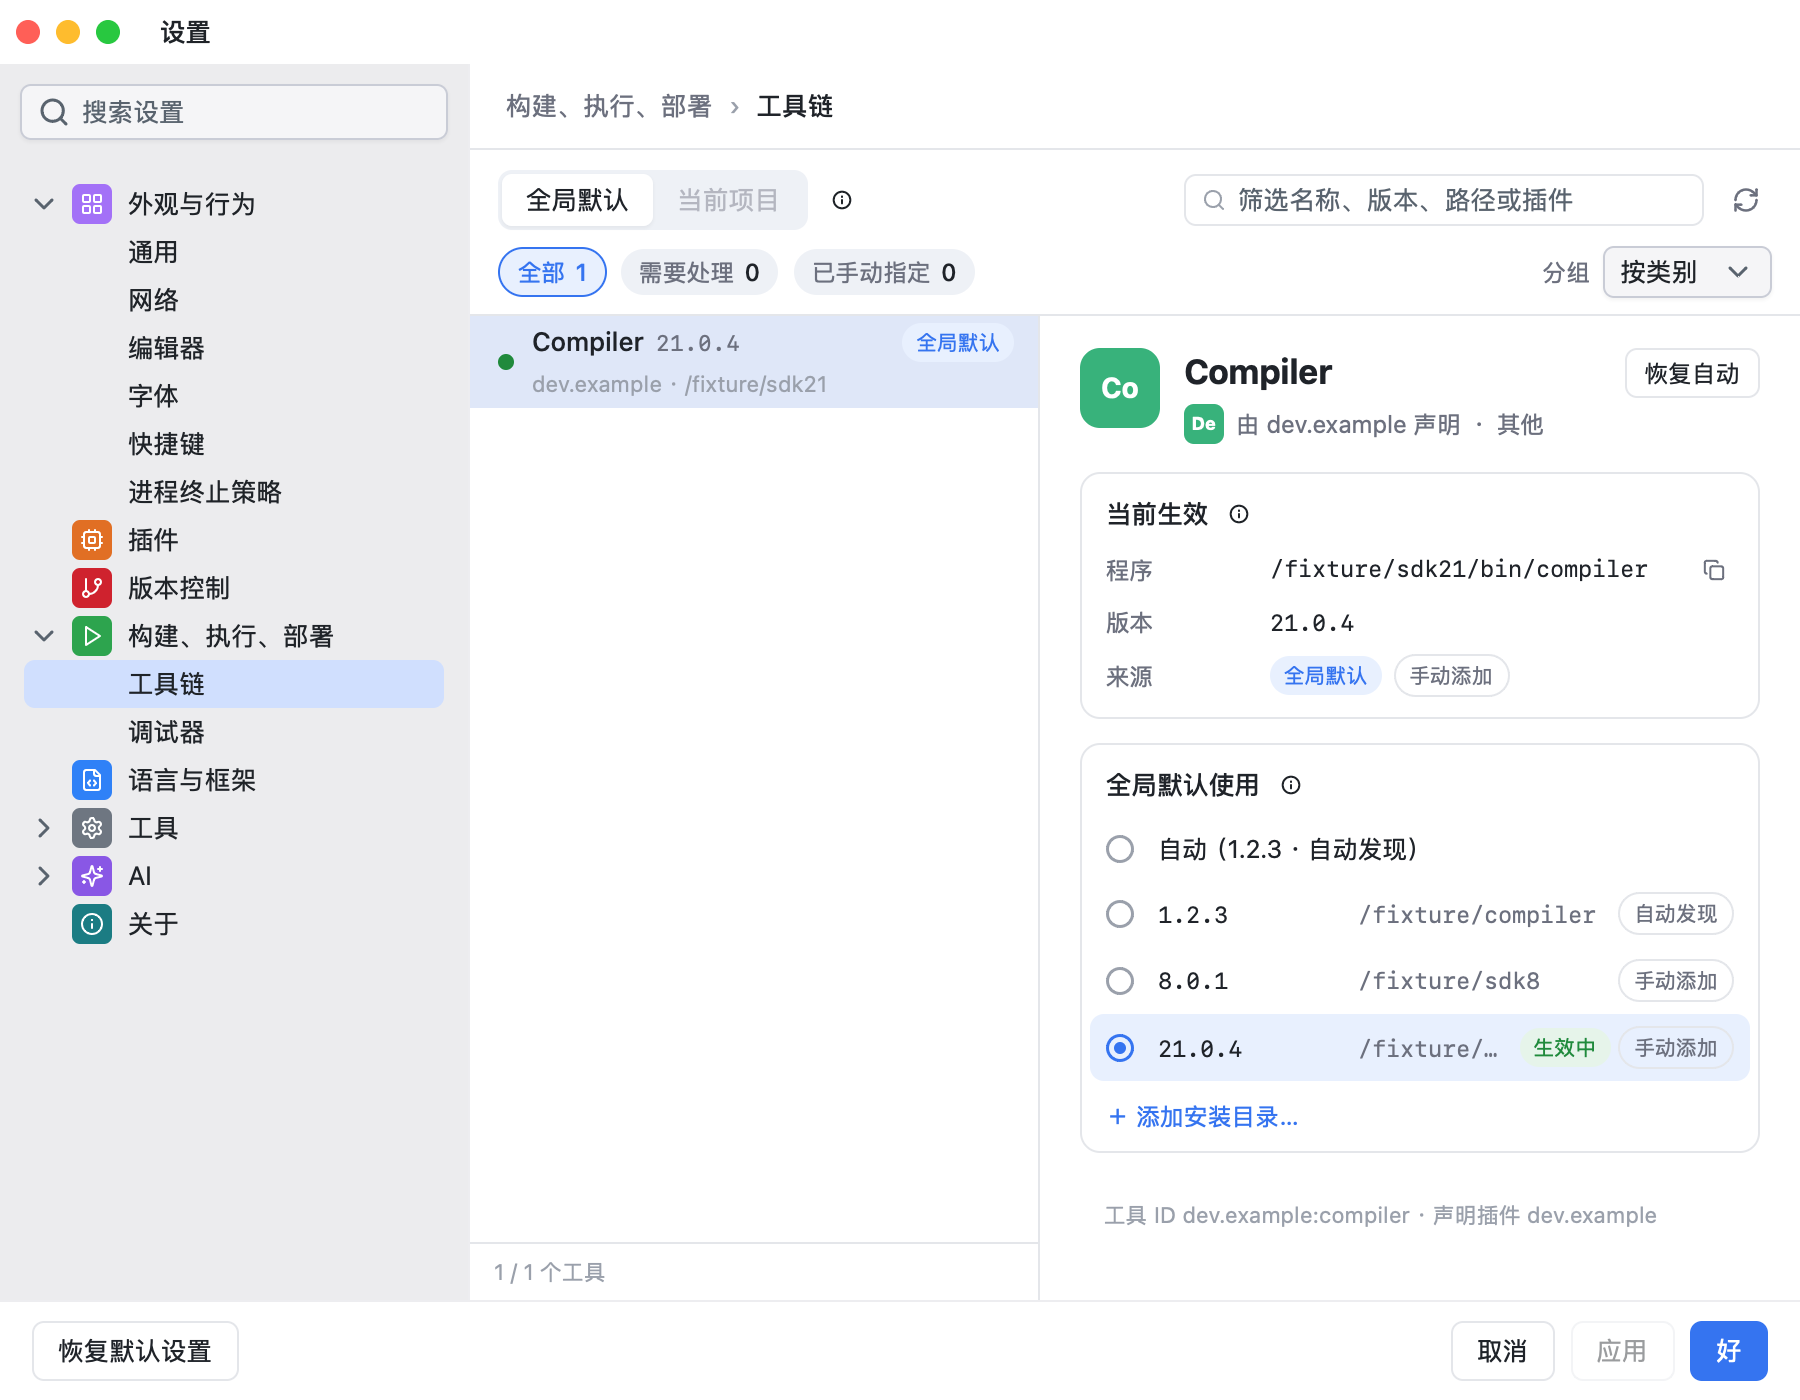 设置
搜索设置
外观与行为
通用
网络
编辑器
字体
快捷键
进程终止策略
插件
版本控制
构建、执行、部署
工具链
调试器
语言与框架
工具
AI
关于
构建、执行、部署 › 工具链
全局默认 当前项目
筛选名称、版本、路径或插件
全部 1 需要处理 0 已手动指定 0
分组 按类别
Compiler 21.0.4 全局默认
dev.example · /fixture/sdk21
1 / 1 个工具
Co
Compiler
恢复自动
De 由 dev.example 声明 · 其他
当前生效
程序 /fixture/sdk21/bin/compiler
版本 21.0.4
来源 全局默认 手动添加
全局默认使用
自动（1.2.3 · 自动发现）
1.2.3 /fixture/compiler 自动发现
8.0.1 /fixture/sdk8 手动添加
21.0.4 /fixture/… 生效中 手动添加
+ 添加安装目录…
工具 ID dev.example:compiler · 声明插件 dev.example
恢复默认设置
取消 应用 好